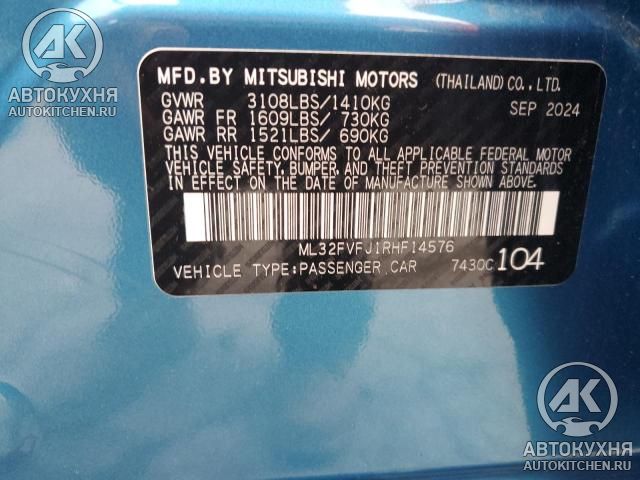 MFD.BY MITSUBISHI MOTORS (THAILAND) CO., LTD.
GVWR 3108LBS/1410KG SEP 2024
GAWR FR 1609LBS/ 730KG
GAWR RR 1521LBS/ 690KG
THIS VEHICLE CONFORMS TO ALL APPLICABLE FEDERAL MOTOR
VEHICLE SAFETY, BUMPER, AND THEFT PREVENTION STANDARDS
IN EFFECT ON THE DATE OF MANUFACTURE SHOWN ABOVE.
ML32FVFJ1RHF14576
VEHICLE TYPE:PASSENGER CAR 7430C 104
АК
АВТОКУХНЯ
AUTOKITCHEN.RU
АК
АВТОКУХНЯ
AUTOKITCHEN.RU